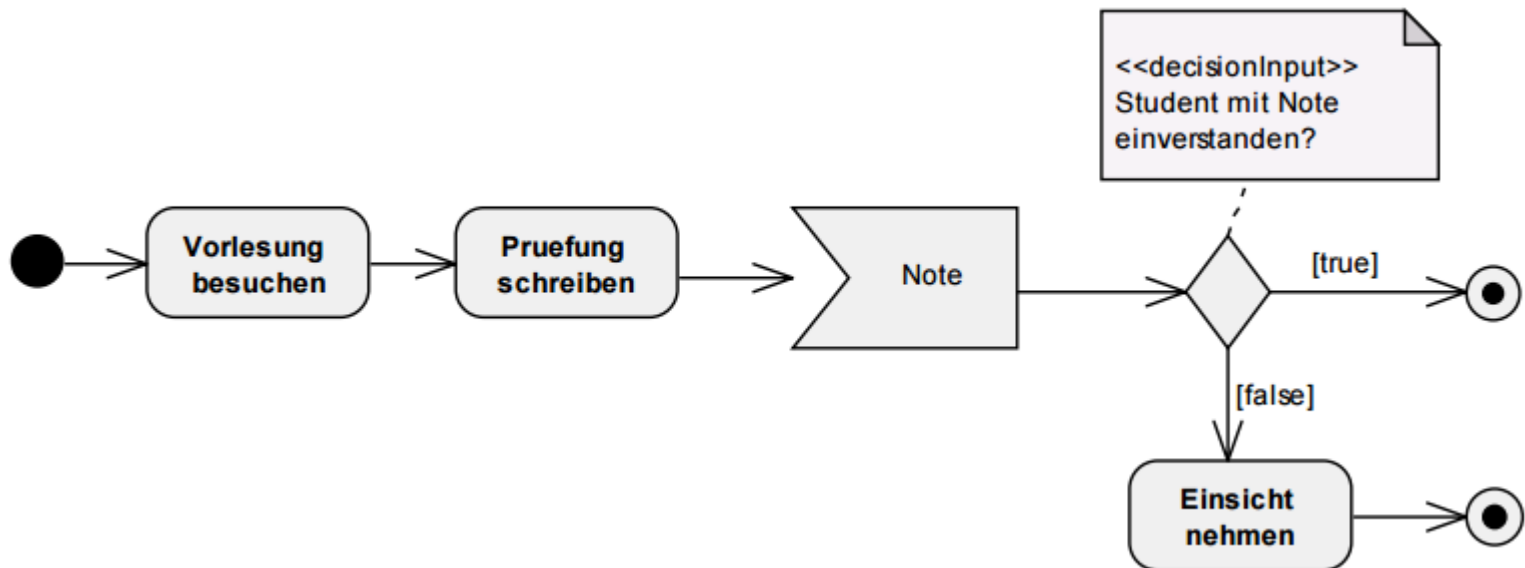 <<decisionInput>>
Student mit Note
einverstanden?
Vorlesung
besuchen
Pruefung
schreiben
Note
[true]
[false]
Einsicht
nehmen